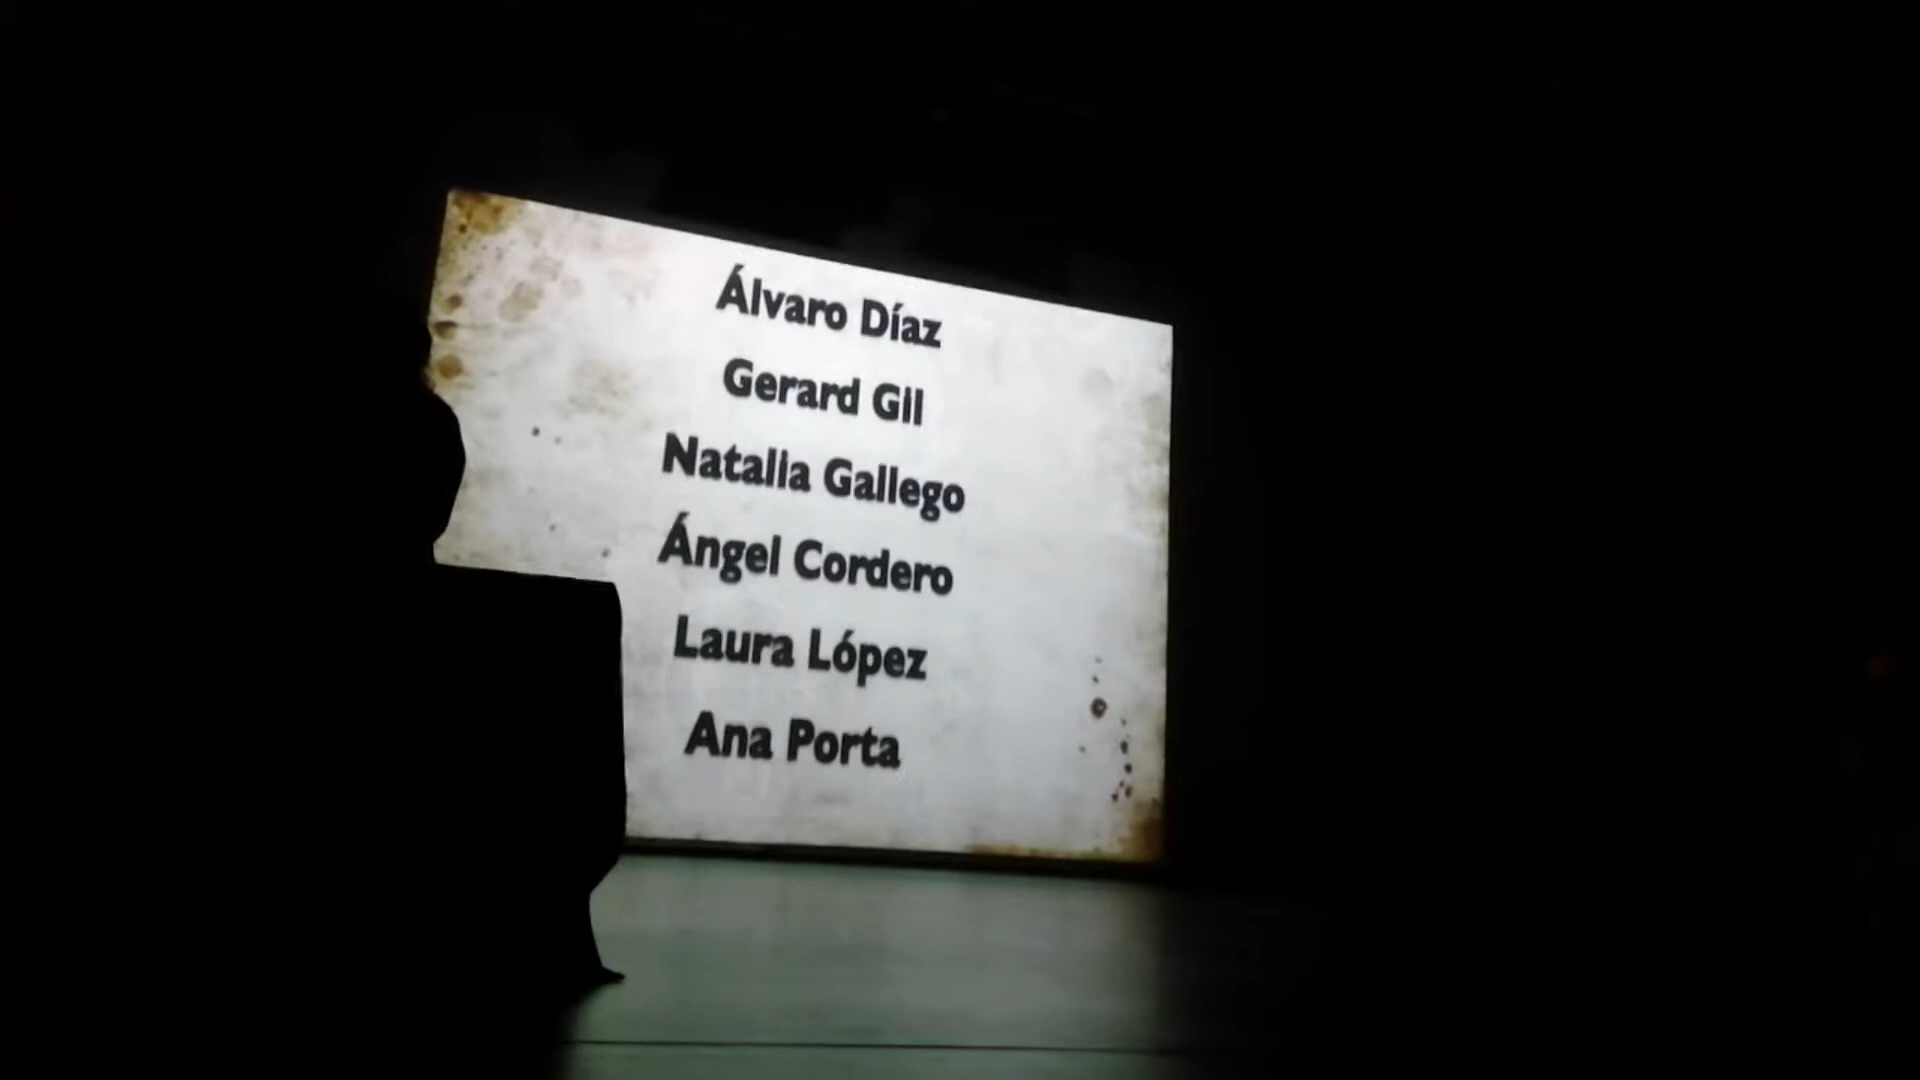 Álvaro Díaz
Gerard Gil
Natalia Gallego
Ángel Cordero
Laura López
Ana Porta